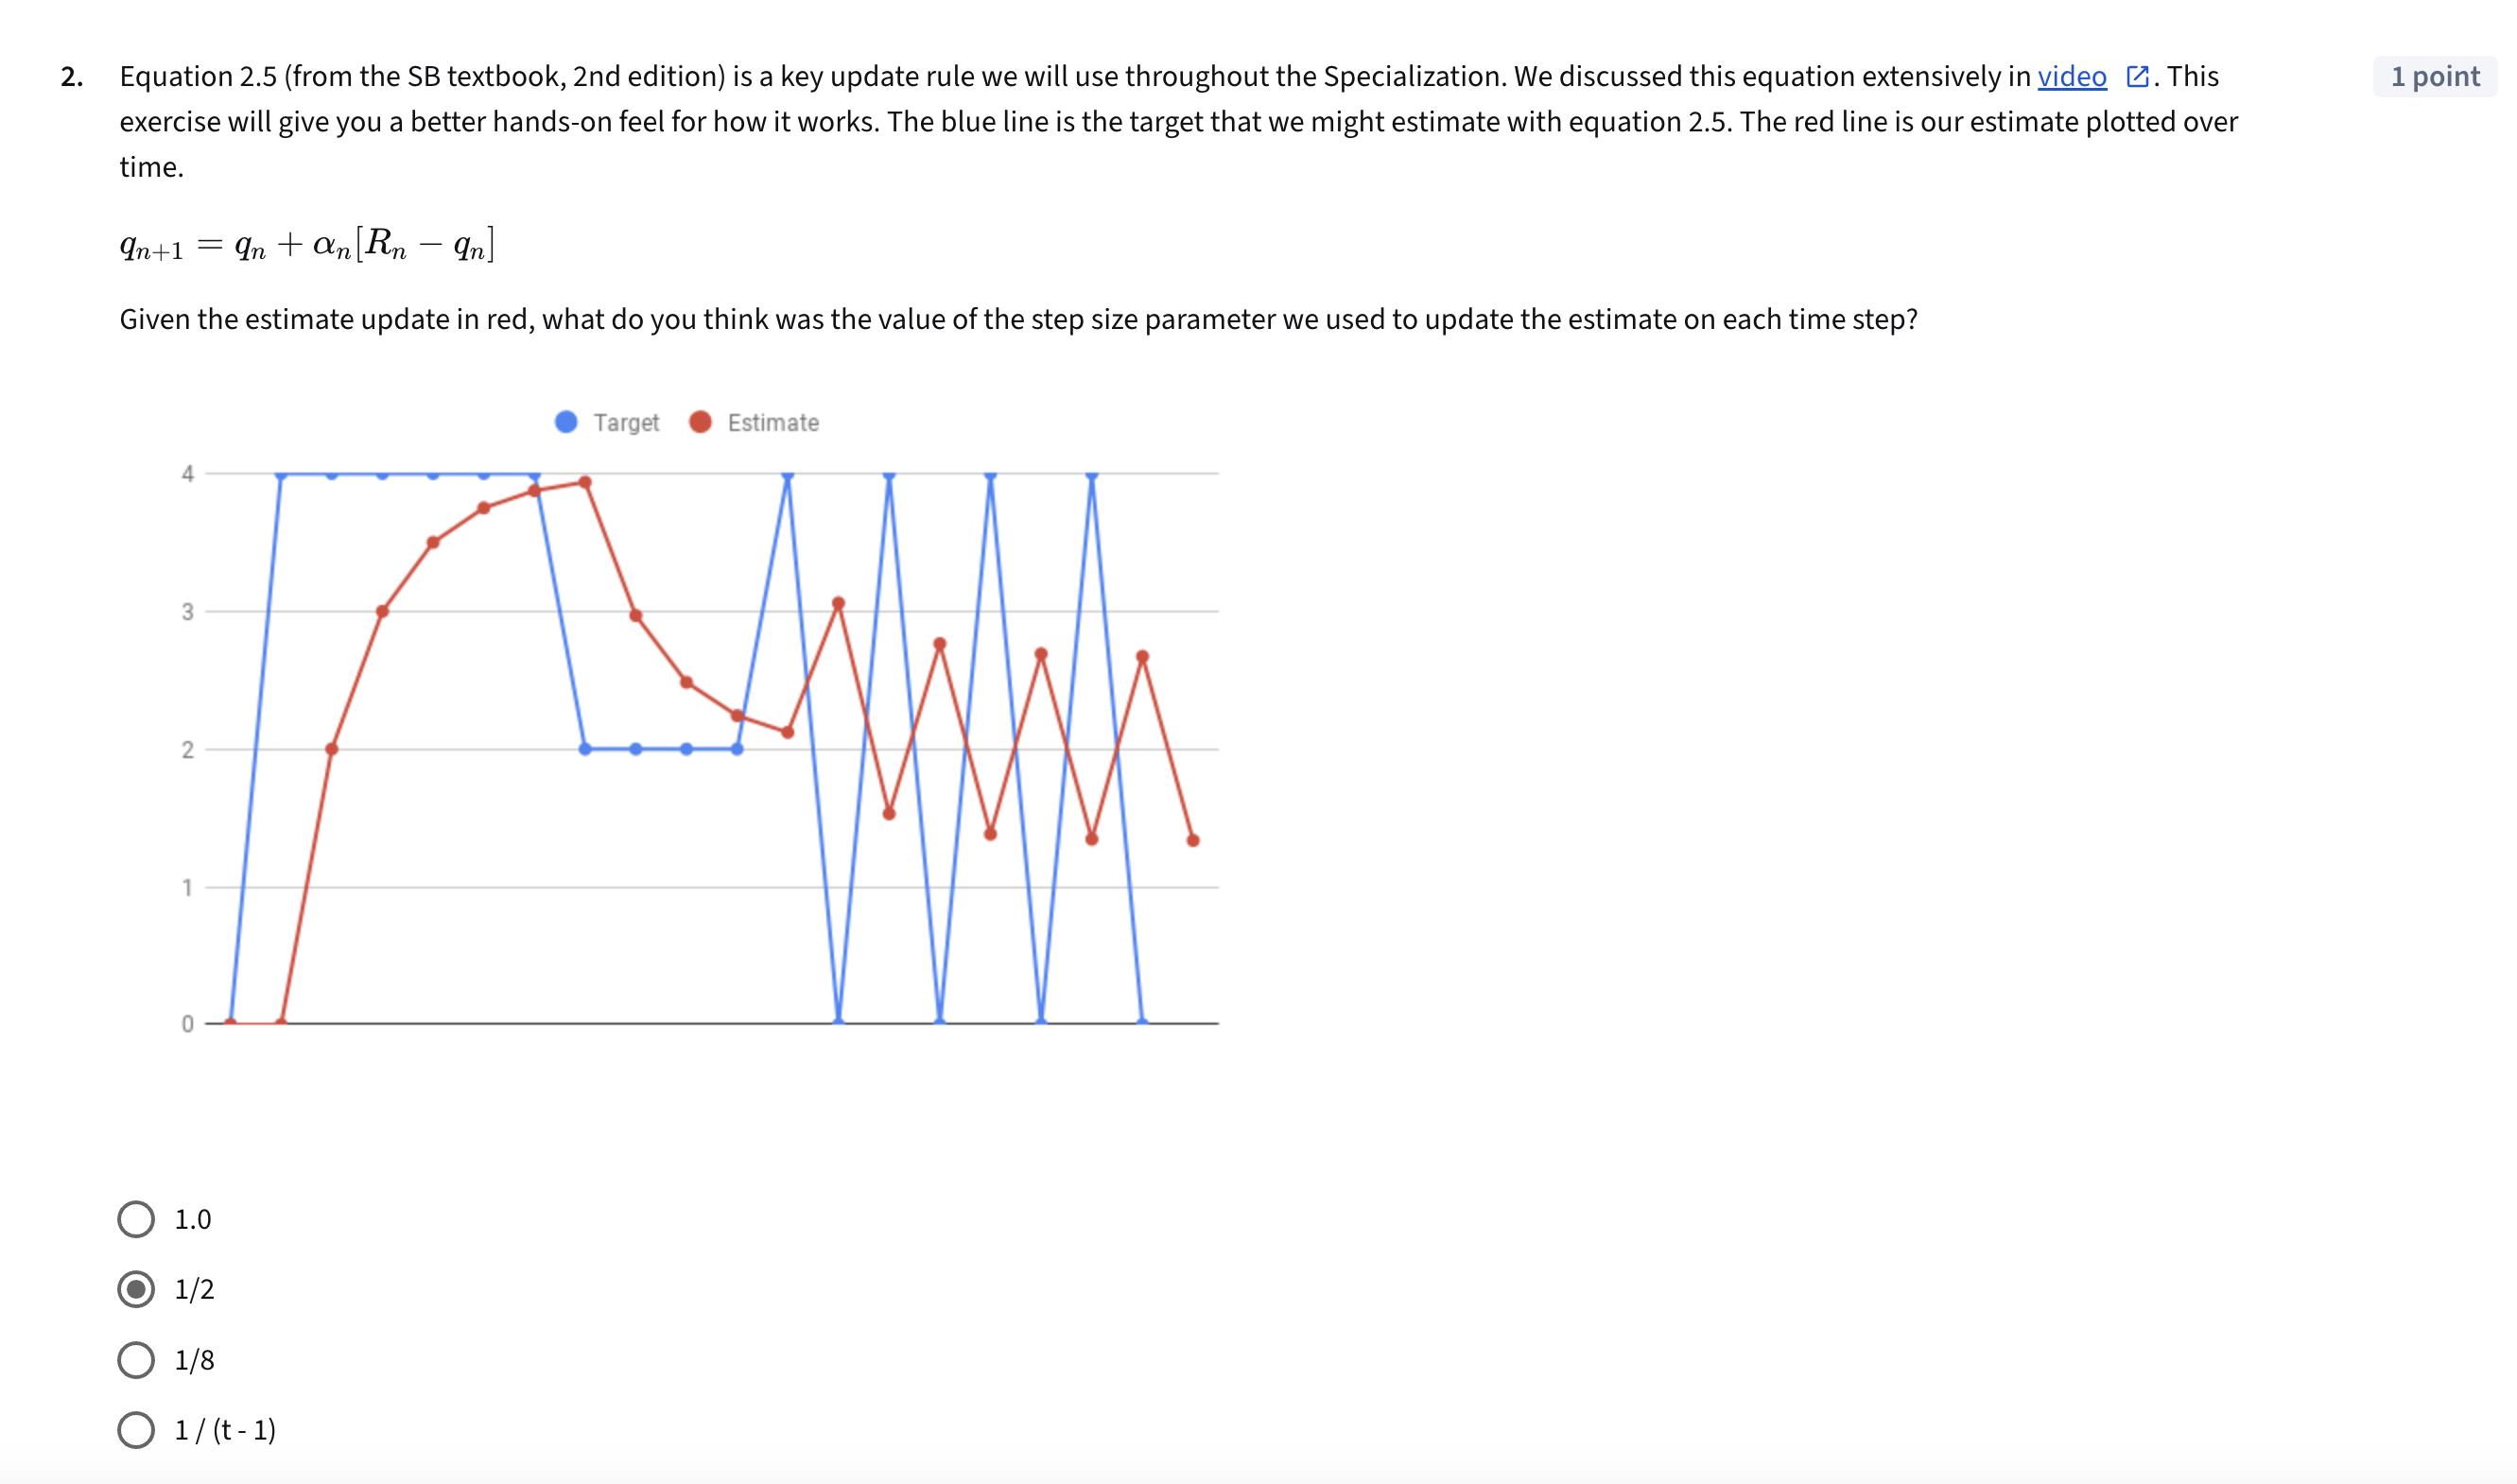 2. Equation 2.5 (from the SB textbook, 2nd edition) is a key update rule we will use throughout the Specialization. We discussed this equation extensively in video . This 1 point
exercise will give you a better hands-on feel for how it works. The blue line is the target that we might estimate with equation 2.5. The red line is our estimate plotted over
time.
qₙ₊₁ = qₙ + αₙ[Rₙ − qₙ]
Given the estimate update in red, what do you think was the value of the step size parameter we used to update the estimate on each time step?
Target Estimate
4
3
2
1
0
1.0
1/2
1/8
1 / (t - 1)